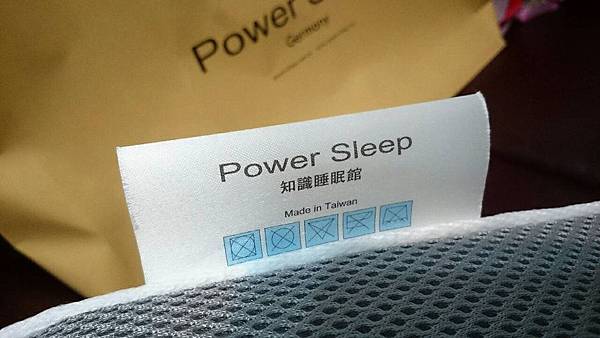 Power S
Germany
Power Sleep
知識睡眠館
Made in Taiwan